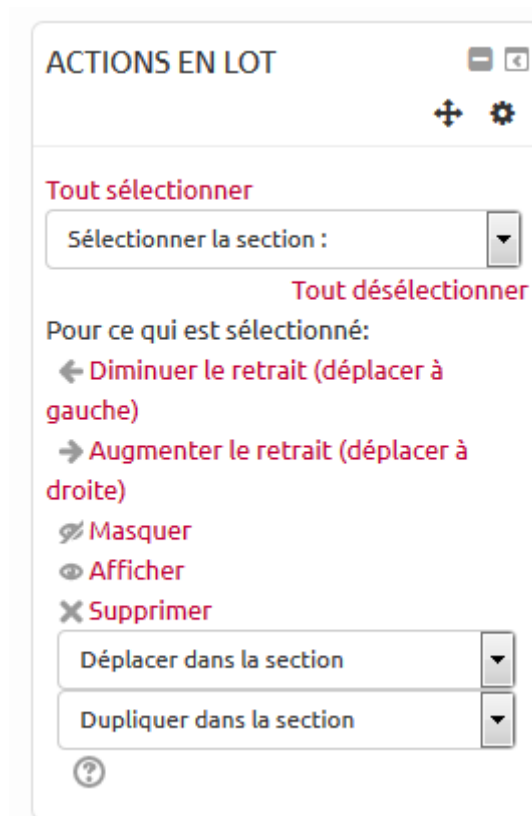 ACTIONS EN LOT
Tout sélectionner
Sélectionner la section :
Tout désélectionner
Pour ce qui est sélectionné:
Diminuer le retrait (déplacer à
gauche)
Augmenter le retrait (déplacer à
droite)
Masquer
Afficher
Supprimer
Déplacer dans la section
Dupliquer dans la section